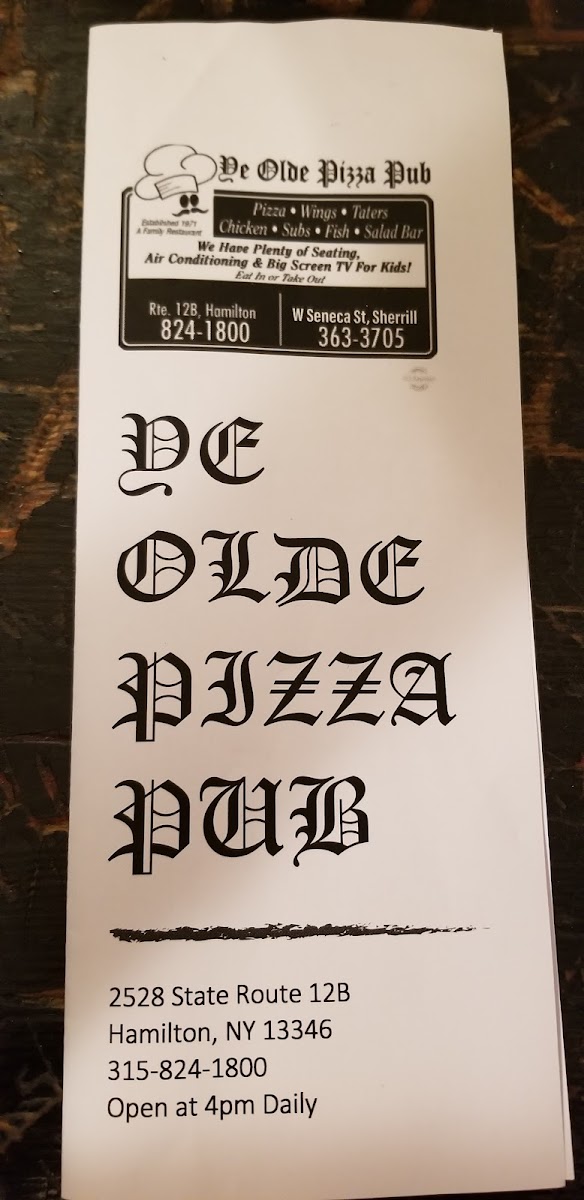 Ye Olde Pizza Pub
Established 1971
A Family Restaurant
Pizza • Wings • Taters
Chicken • Subs • Fish • Salad Bar
We Have Plenty of Seating,
Air Conditioning & Big Screen TV For Kids!
Eat In or Take Out
Rte. 12B, Hamilton
824-1800
W Seneca St, Sherrill
363-3705
YE
OLDE
PIZZA
PUB
2528 State Route 12B
Hamilton, NY 13346
315-824-1800
Open at 4pm Daily